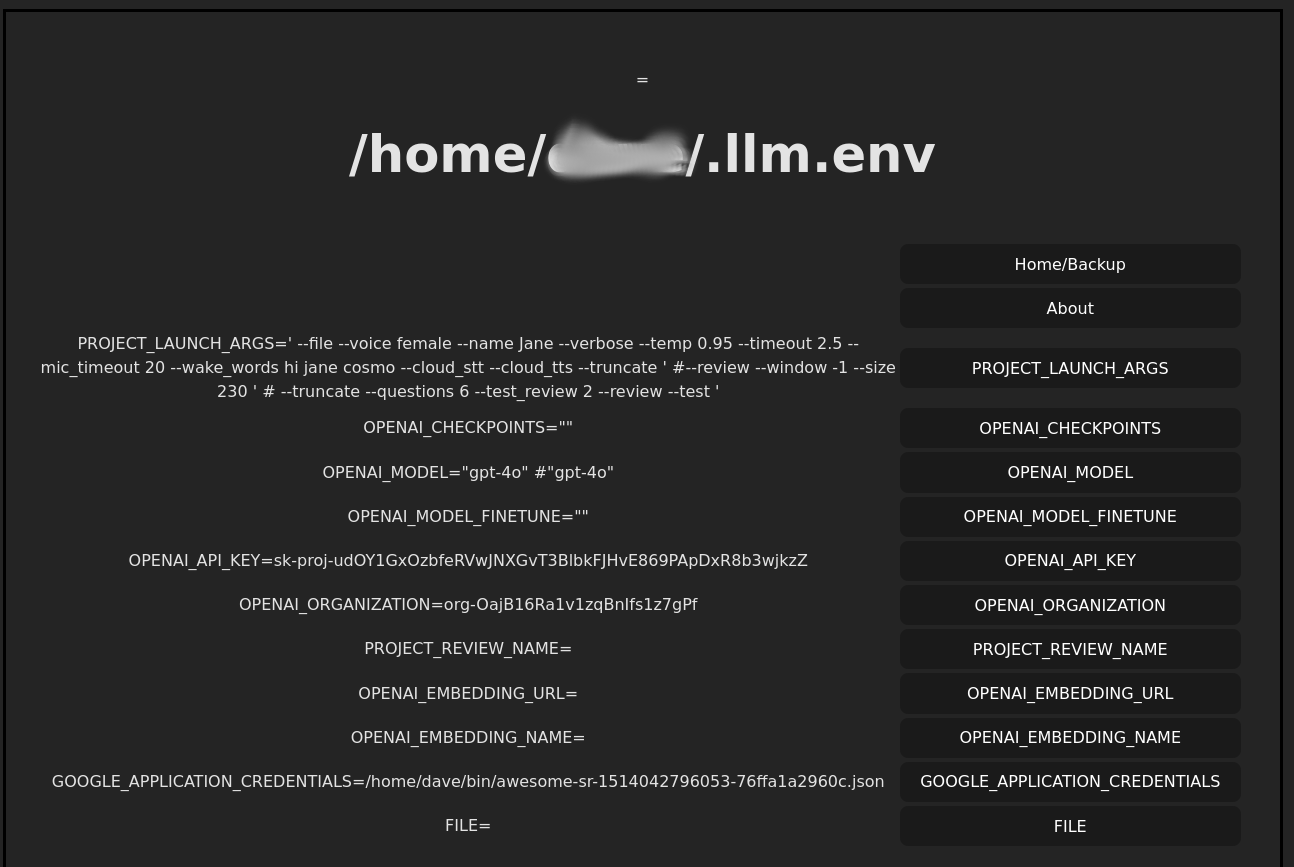 =
/home/ /.llm.env
Home/Backup
About
PROJECT_LAUNCH_ARGS=' --file --voice female --name Jane --verbose --temp 0.95 --timeout 2.5 --
mic_timeout 20 --wake_words hi jane cosmo --cloud_stt --cloud_tts --truncate ' #--review --window -1 --size
230 ' # --truncate --questions 6 --test_review 2 --review --test '
PROJECT_LAUNCH_ARGS
OPENAI_CHECKPOINTS=""
OPENAI_CHECKPOINTS
OPENAI_MODEL="gpt-4o" #"gpt-4o"
OPENAI_MODEL
OPENAI_MODEL_FINETUNE=""
OPENAI_MODEL_FINETUNE
OPENAI_API_KEY=sk-proj-udOY1GxOzbfeRVwJNXGvT3BlbkFJHvE869PApDxR8b3wjkzZ
OPENAI_API_KEY
OPENAI_ORGANIZATION=org-OajB16Ra1v1zqBnIfs1z7gPf
OPENAI_ORGANIZATION
PROJECT_REVIEW_NAME=
PROJECT_REVIEW_NAME
OPENAI_EMBEDDING_URL=
OPENAI_EMBEDDING_URL
OPENAI_EMBEDDING_NAME=
OPENAI_EMBEDDING_NAME
GOOGLE_APPLICATION_CREDENTIALS=/home/dave/bin/awesome-sr-1514042796053-76ffa1a2960c.json
GOOGLE_APPLICATION_CREDENTIALS
FILE=
FILE